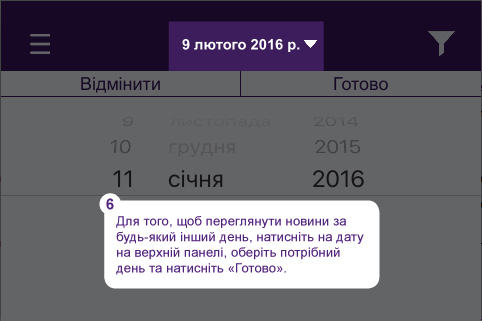 9 лютого 2016 р.
Відмінити Готово
9 листопада 2014
10 грудня 2015
11 січня 2016
6
Для того, щоб переглянути новини за
будь-який інший день, натисніть на дату
на верхній панелі, оберіть потрібний
день та натисніть «Готово».